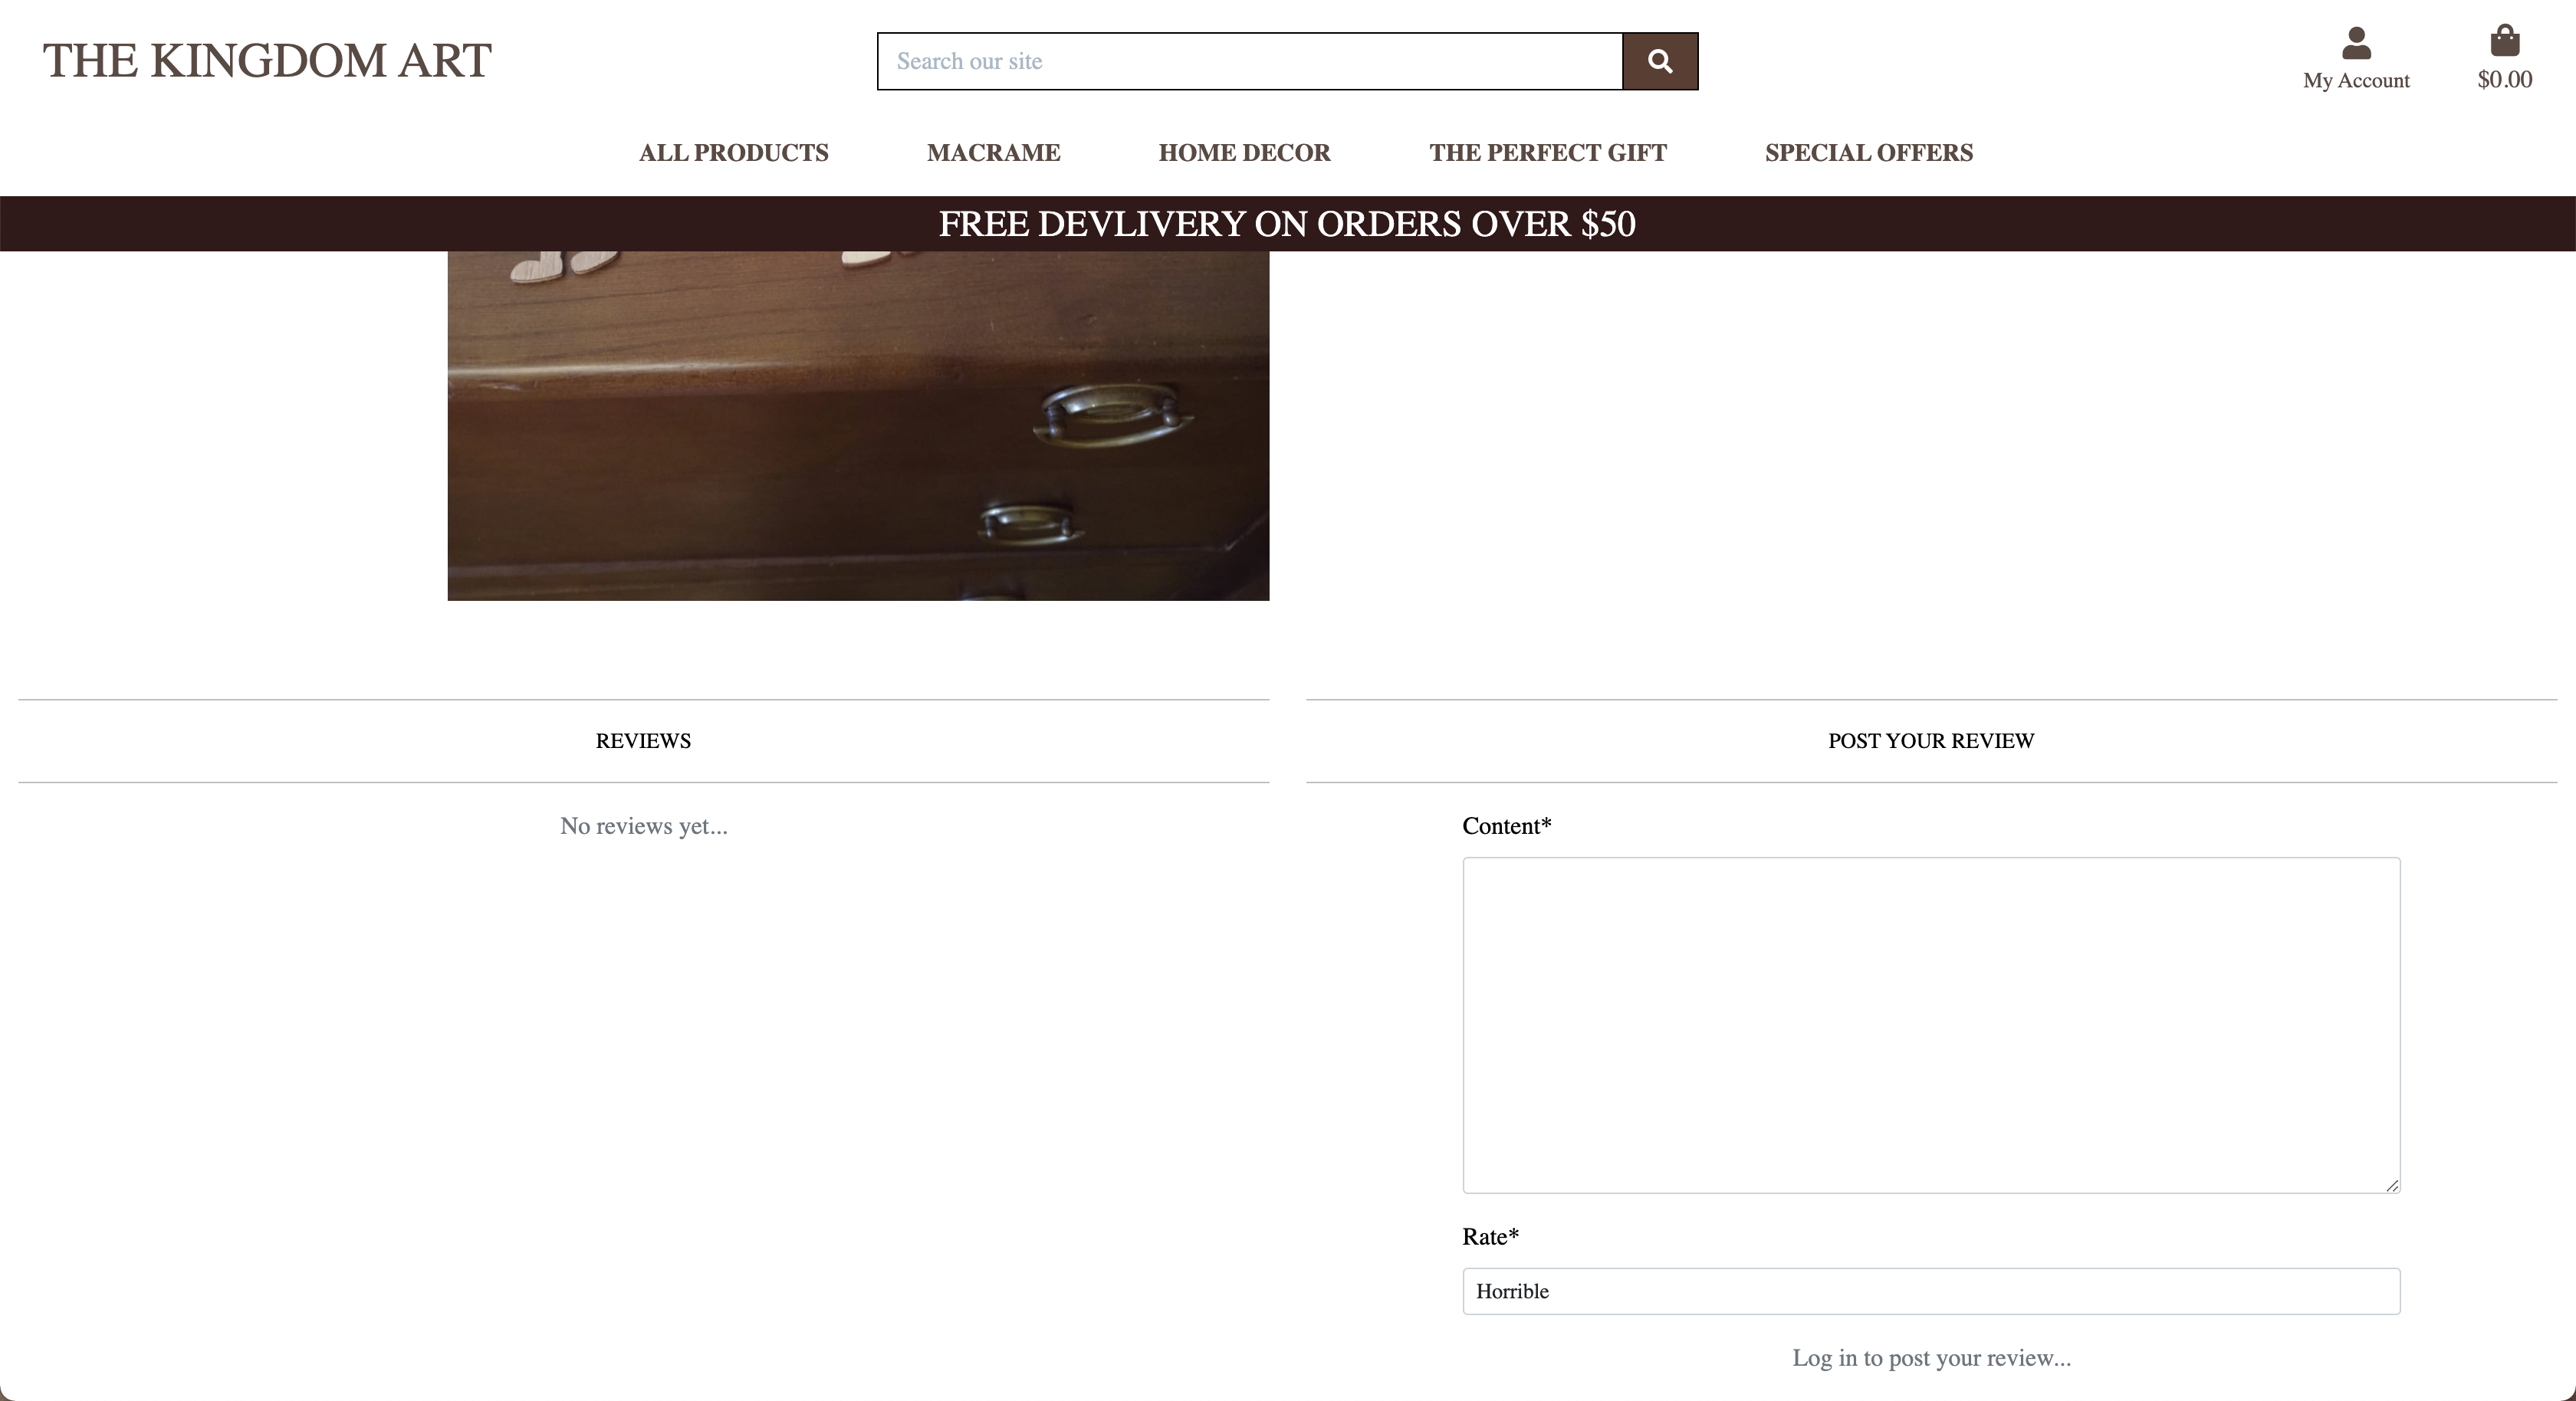 THE KINGDOM ART
Search our site
My Account
$0.00
ALL PRODUCTS
MACRAME
HOME DECOR
THE PERFECT GIFT
SPECIAL OFFERS
FREE DEVLIVERY ON ORDERS OVER $50
REVIEWS
No reviews yet...
POST YOUR REVIEW
Content*
Rate*
Horrible
Log in to post your review...